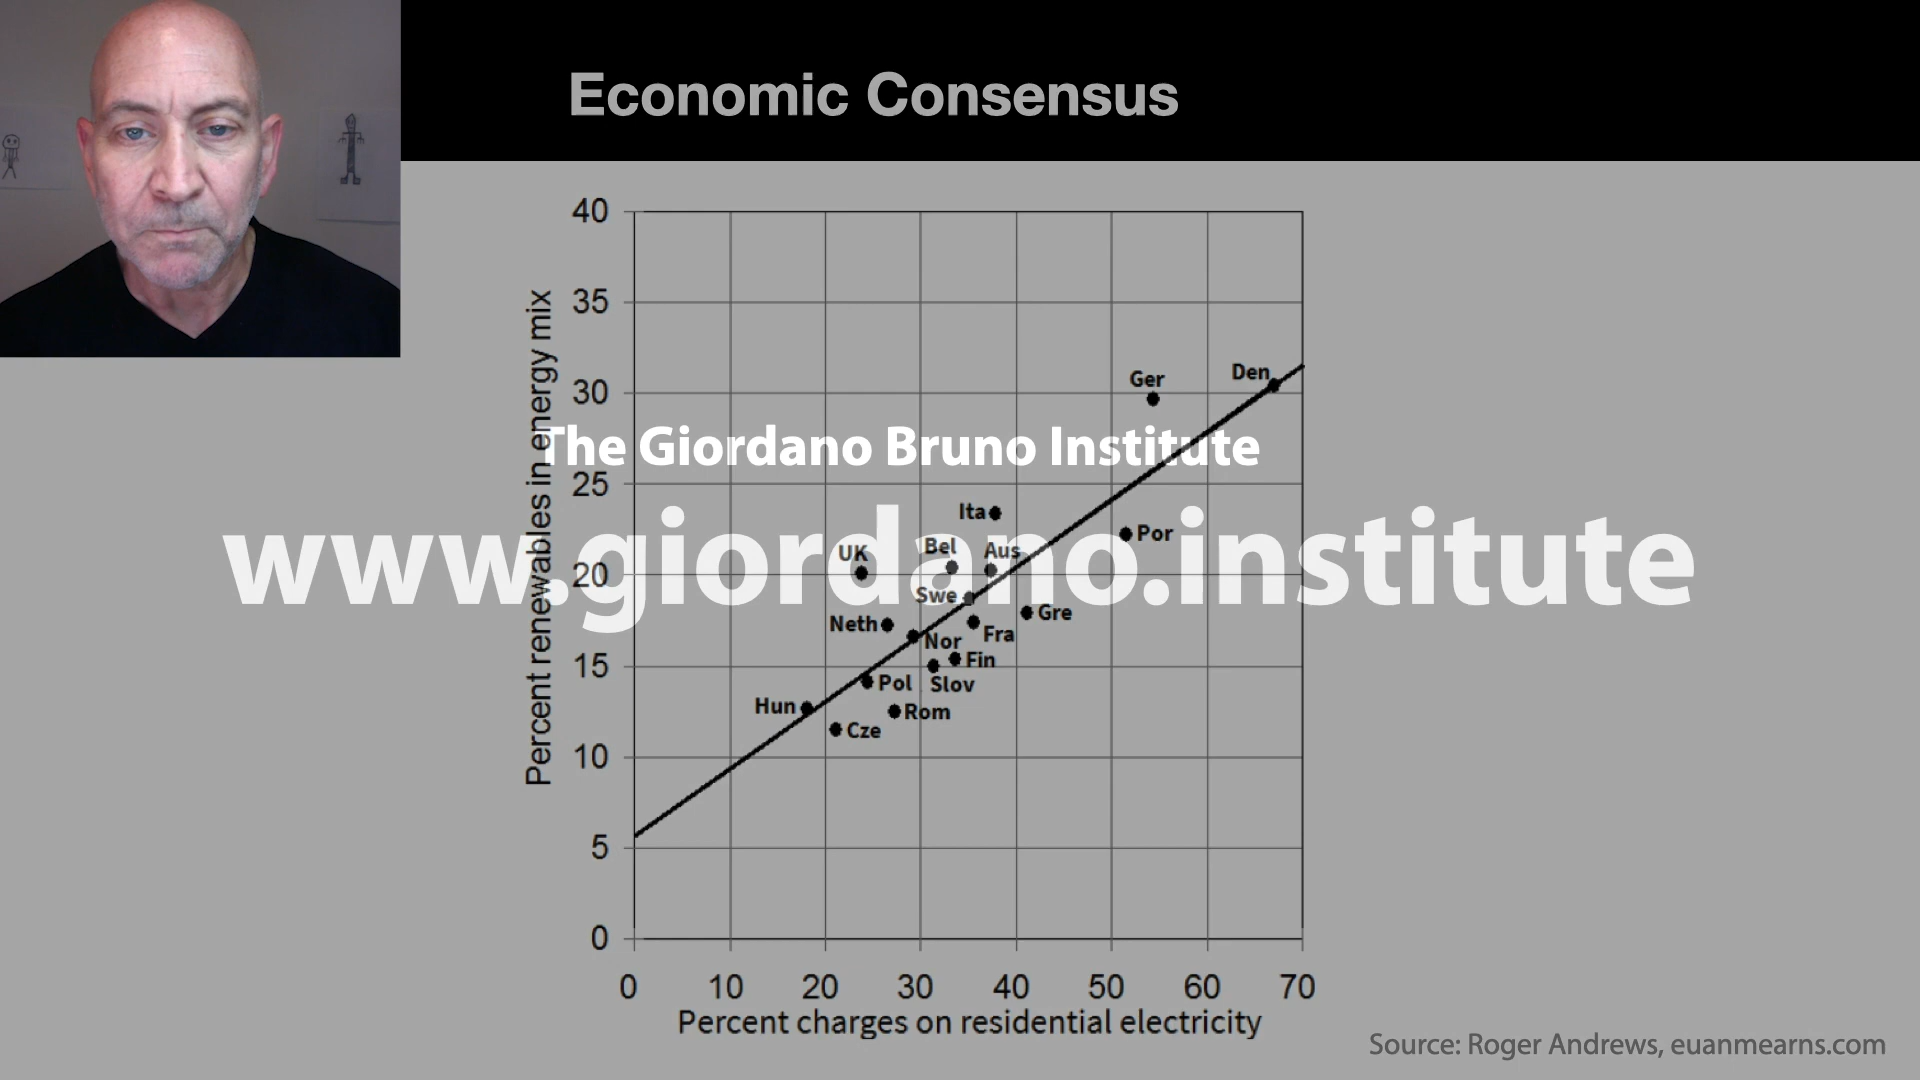 Economic Consensus
40
35
30
25
20
15
10
5
0
Percent renewables in energy mix
Ger
Den
The Giordano Bruno Institute
www.giordano.institute
Ita
Por
UK
Bel
Aus
Swe
Gre
Neth
Nor
Fra
Fin
Pol
Slov
Hun
Rom
Cze
0 10 20 30 40 50 60 70
Percent charges on residential electricity
Source: Roger Andrews, euanmearns.com